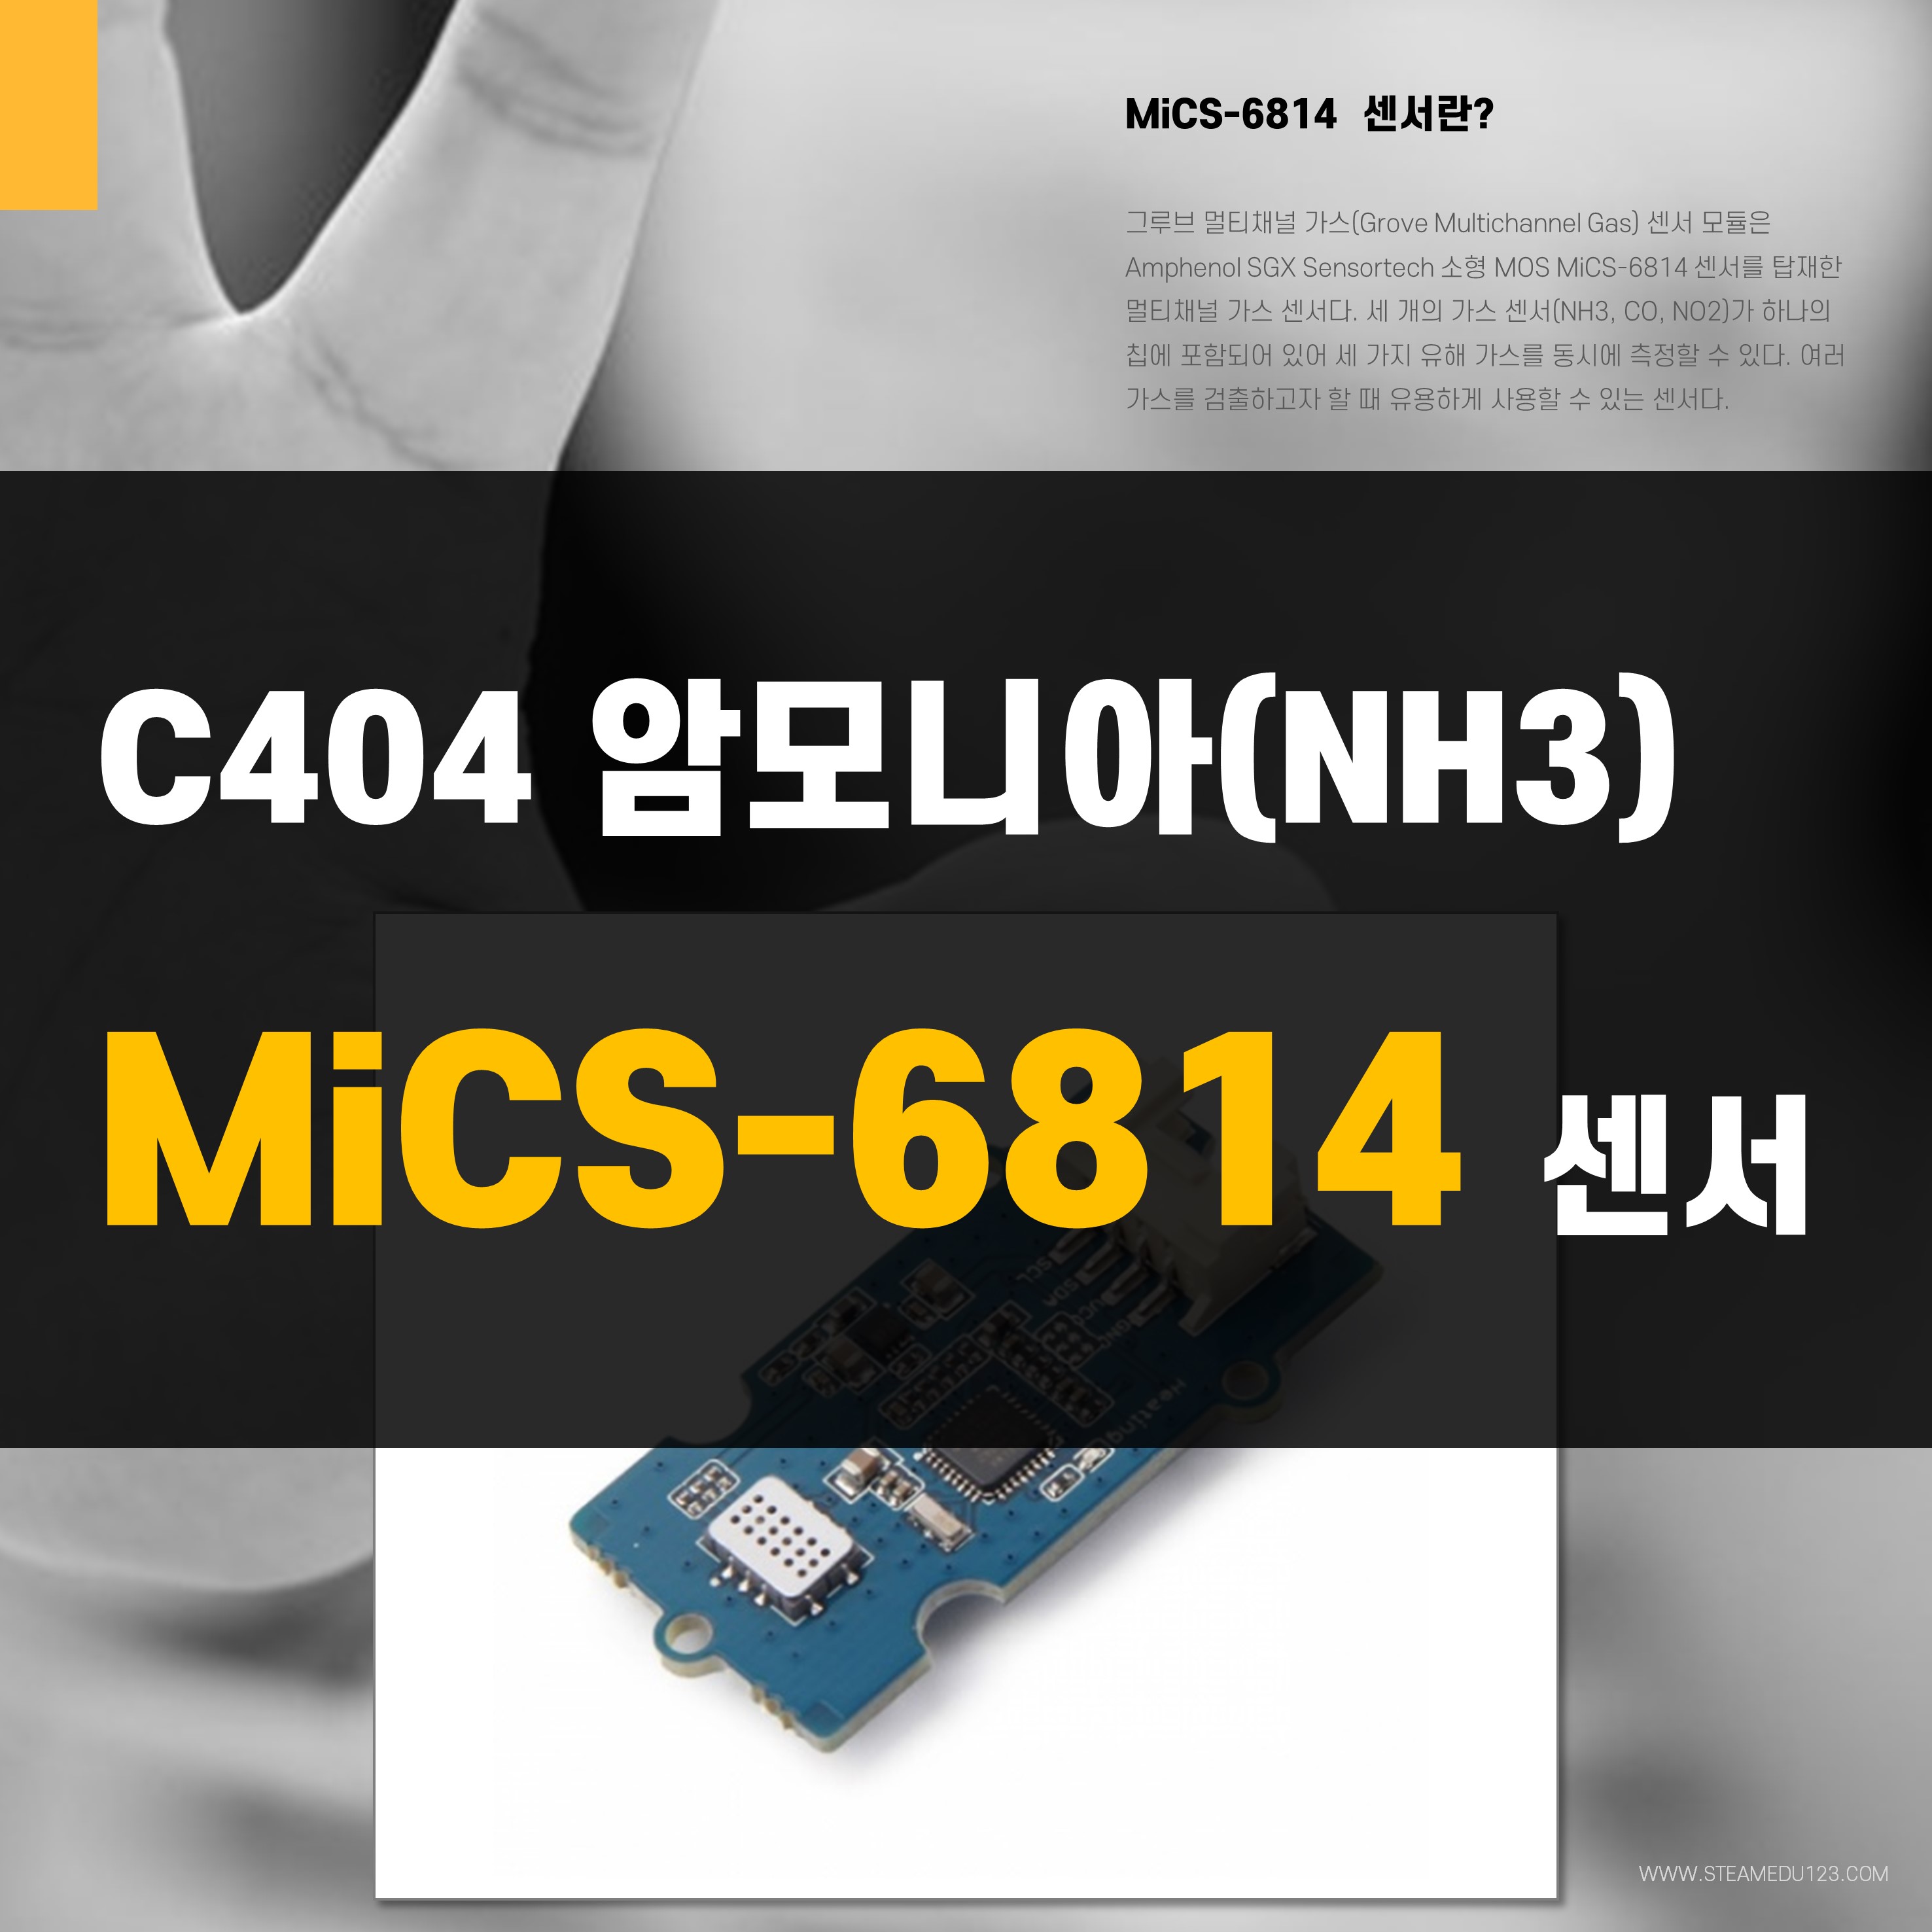 MiCS-6814 센서란?
그루브 멀티채널 가스(Grove Multichannel Gas) 센서 모듈은
Amphenol SGX Sensortech 소형 MOS MiCS-6814 센서를 탑재한
멀티채널 가스 센서다. 세 개의 가스 센서(NH3, CO, NO2)가 하나의
칩에 포함되어 있어 세 가지 유해 가스를 동시에 측정할 수 있다. 여러
가스를 검출하고자 할 때 유용하게 사용할 수 있는 센서다.
C404 암모니아(NH3)
MiCS-6814 센서
SCL
SDA
VCC
GND
Heating
WWW.STEAMEDU123.COM